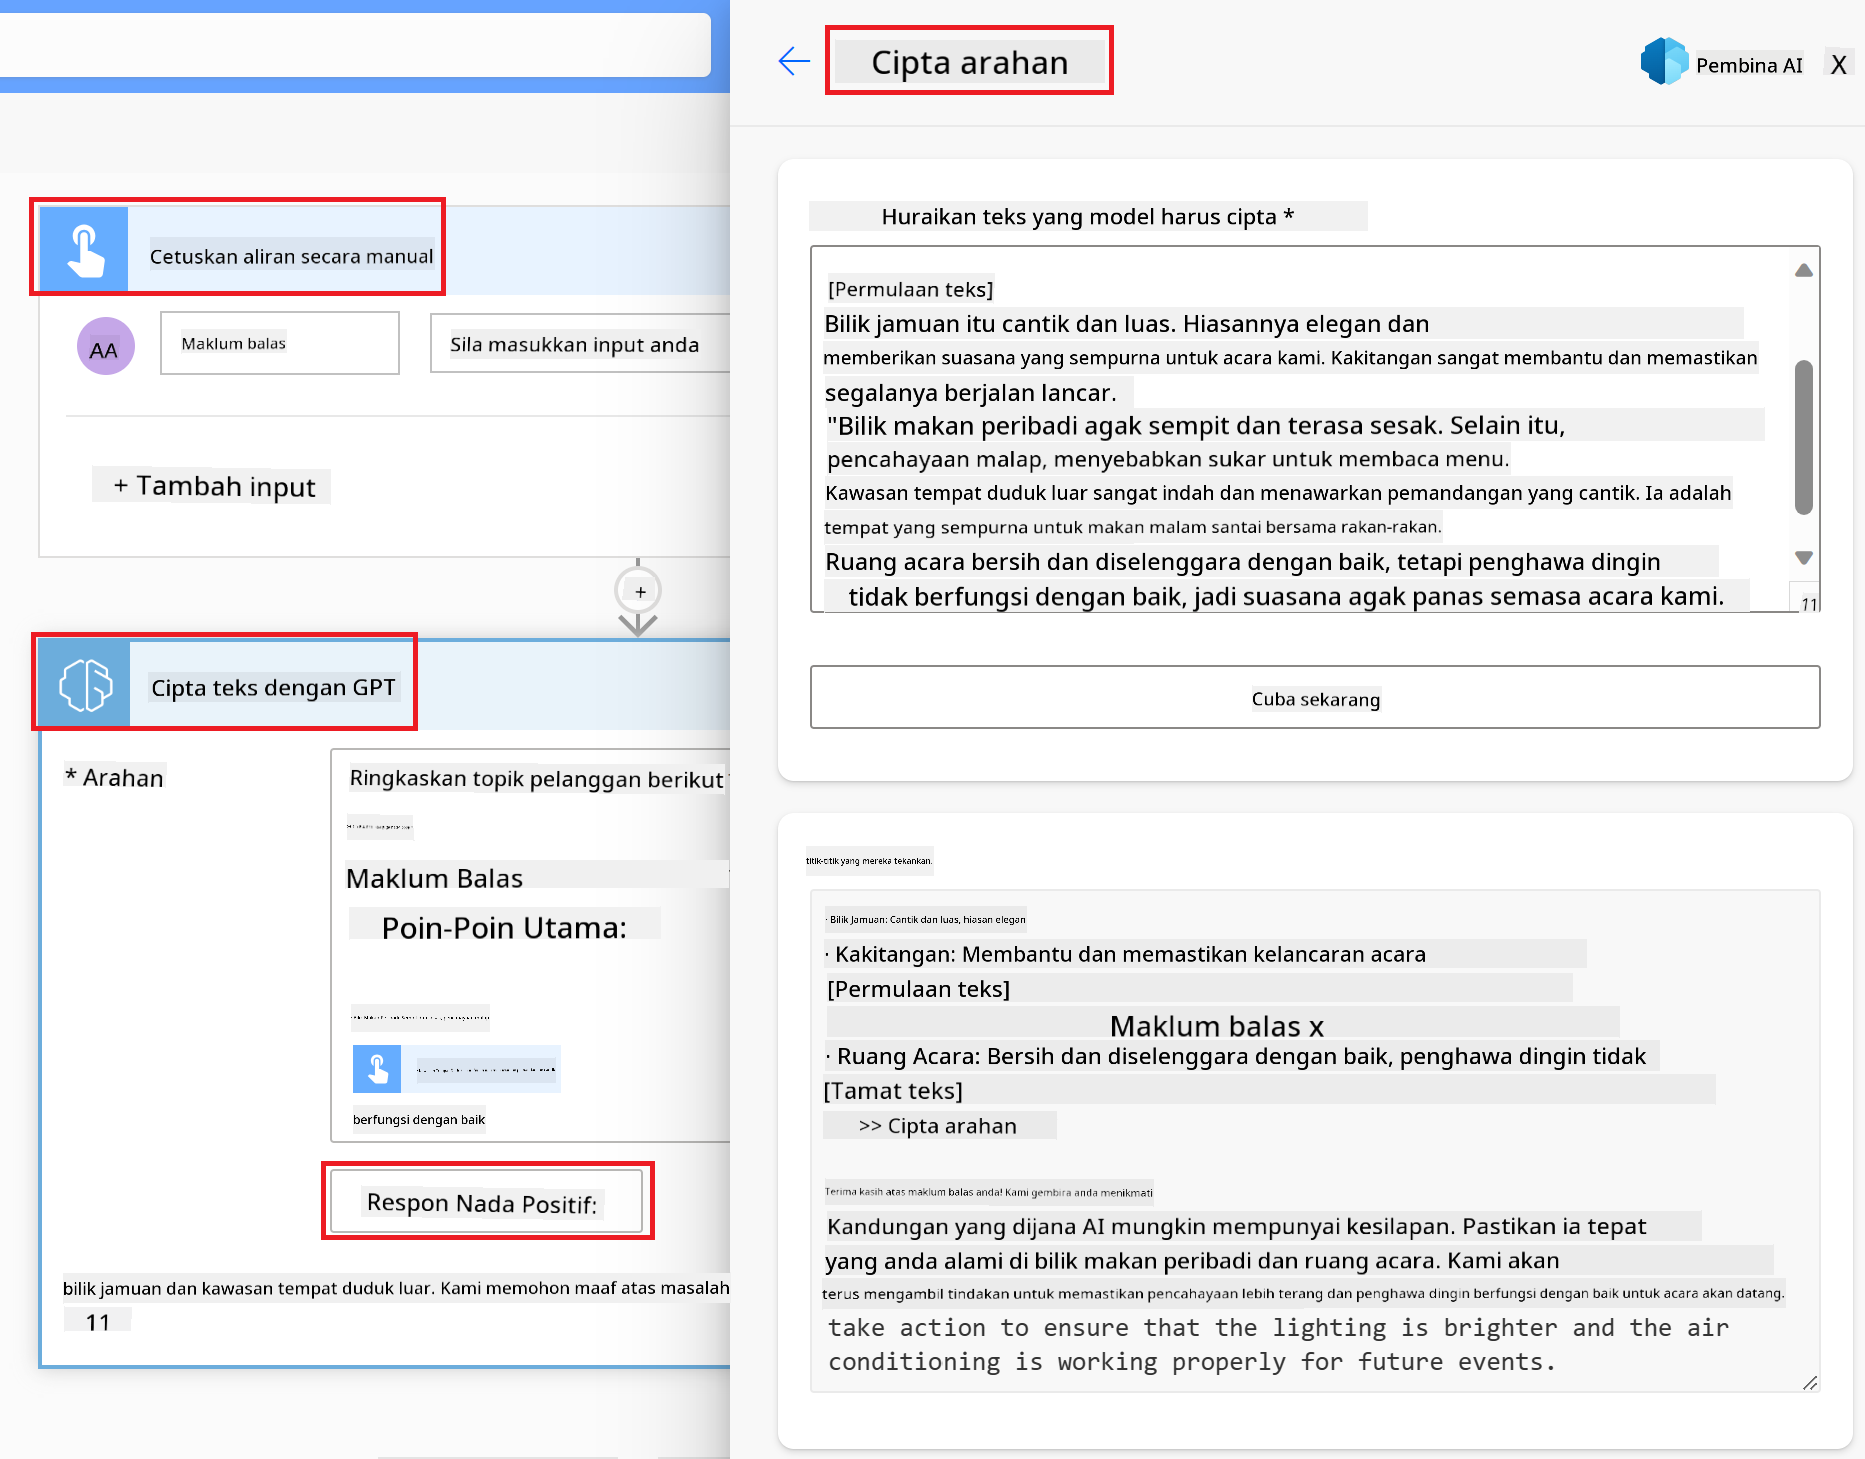 Cetuskan aliran secara manual
AA
Maklum balas
Sila masukkan input anda
+ Tambah input
+
Cipta teks dengan GPT
* Arahan
Ringkaskan topik pelanggan berikut
Maklum Balas
Poin-Poin Utama:
berfungsi dengan baik
Respon Nada Positif:
bilik jamuan dan kawasan tempat duduk luar. Kami memohon maaf atas masalah
11
Cipta arahan
Pembina AI
X
Huraikan teks yang model harus cipta *
[Permulaan teks]
Bilik jamuan itu cantik dan luas. Hiasannya elegan dan
memberikan suasana yang sempurna untuk acara kami. Kakitangan sangat membantu dan memastikan
segalanya berjalan lancar.
"Bilik makan peribadi agak sempit dan terasa sesak. Selain itu,
pencahayaan malap, menyebabkan sukar untuk membaca menu.
Kawasan tempat duduk luar sangat indah dan menawarkan pemandangan yang cantik. Ia adalah
tempat yang sempurna untuk makan malam santai bersama rakan-rakan.
Ruang acara bersih dan diselenggara dengan baik, tetapi penghawa dingin
tidak berfungsi dengan baik, jadi suasana agak panas semasa acara kami.
11
Cuba sekarang
titik-titik yang mereka tekankan.
· Bilik Jamuan: Cantik dan luas, hiasan elegan
· Kakitangan: Membantu dan memastikan kelancaran acara
[Permulaan teks]
Maklum balas x
· Ruang Acara: Bersih dan diselenggara dengan baik, penghawa dingin tidak
[Tamat teks]
>> Cipta arahan
Terima kasih atas maklum balas anda! Kami gembira anda menikmati
Kandungan yang dijana AI mungkin mempunyai kesilapan. Pastikan ia tepat
yang anda alami di bilik makan peribadi dan ruang acara. Kami akan
terus mengambil tindakan untuk memastikan pencahayaan lebih terang dan penghawa dingin berfungsi dengan baik untuk acara akan datang.
take action to ensure that the lighting is brighter and the air
conditioning is working properly for future events.